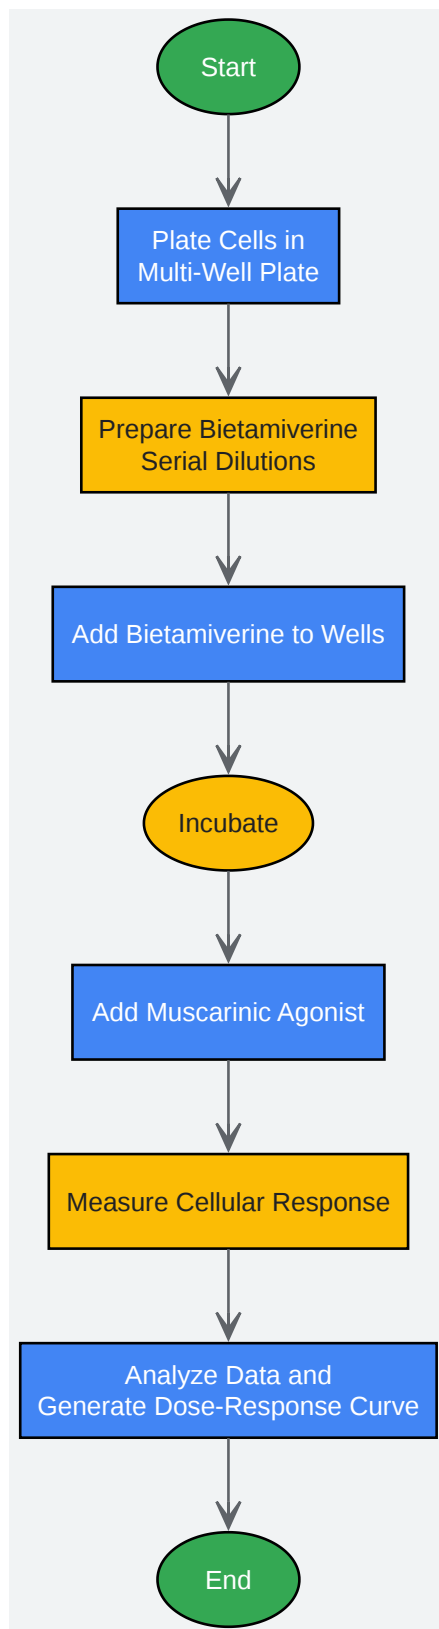 Start
Plate Cells in
Multi-Well Plate
Prepare Bietamiverine
Serial Dilutions
Add Bietamiverine to Wells
Incubate
Add Muscarinic Agonist
Measure Cellular Response
Analyze Data and
Generate Dose-Response Curve
End